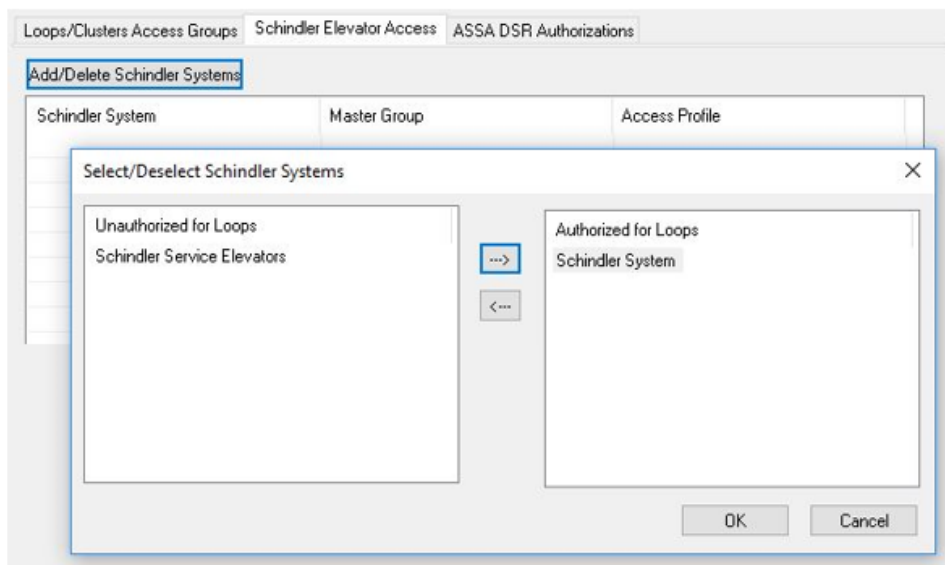 Loops/Clusters Access Groups Schindler Elevator Access ASSA DSR Authorizations
Add/Delete Schindler Systems
Schindler System Master Group Access Profile
Select/Deselect Schindler Systems
Unauthorized for Loops
Schindler Service Elevators
--->
<---
Authorized for Loops
Schindler System
OK Cancel